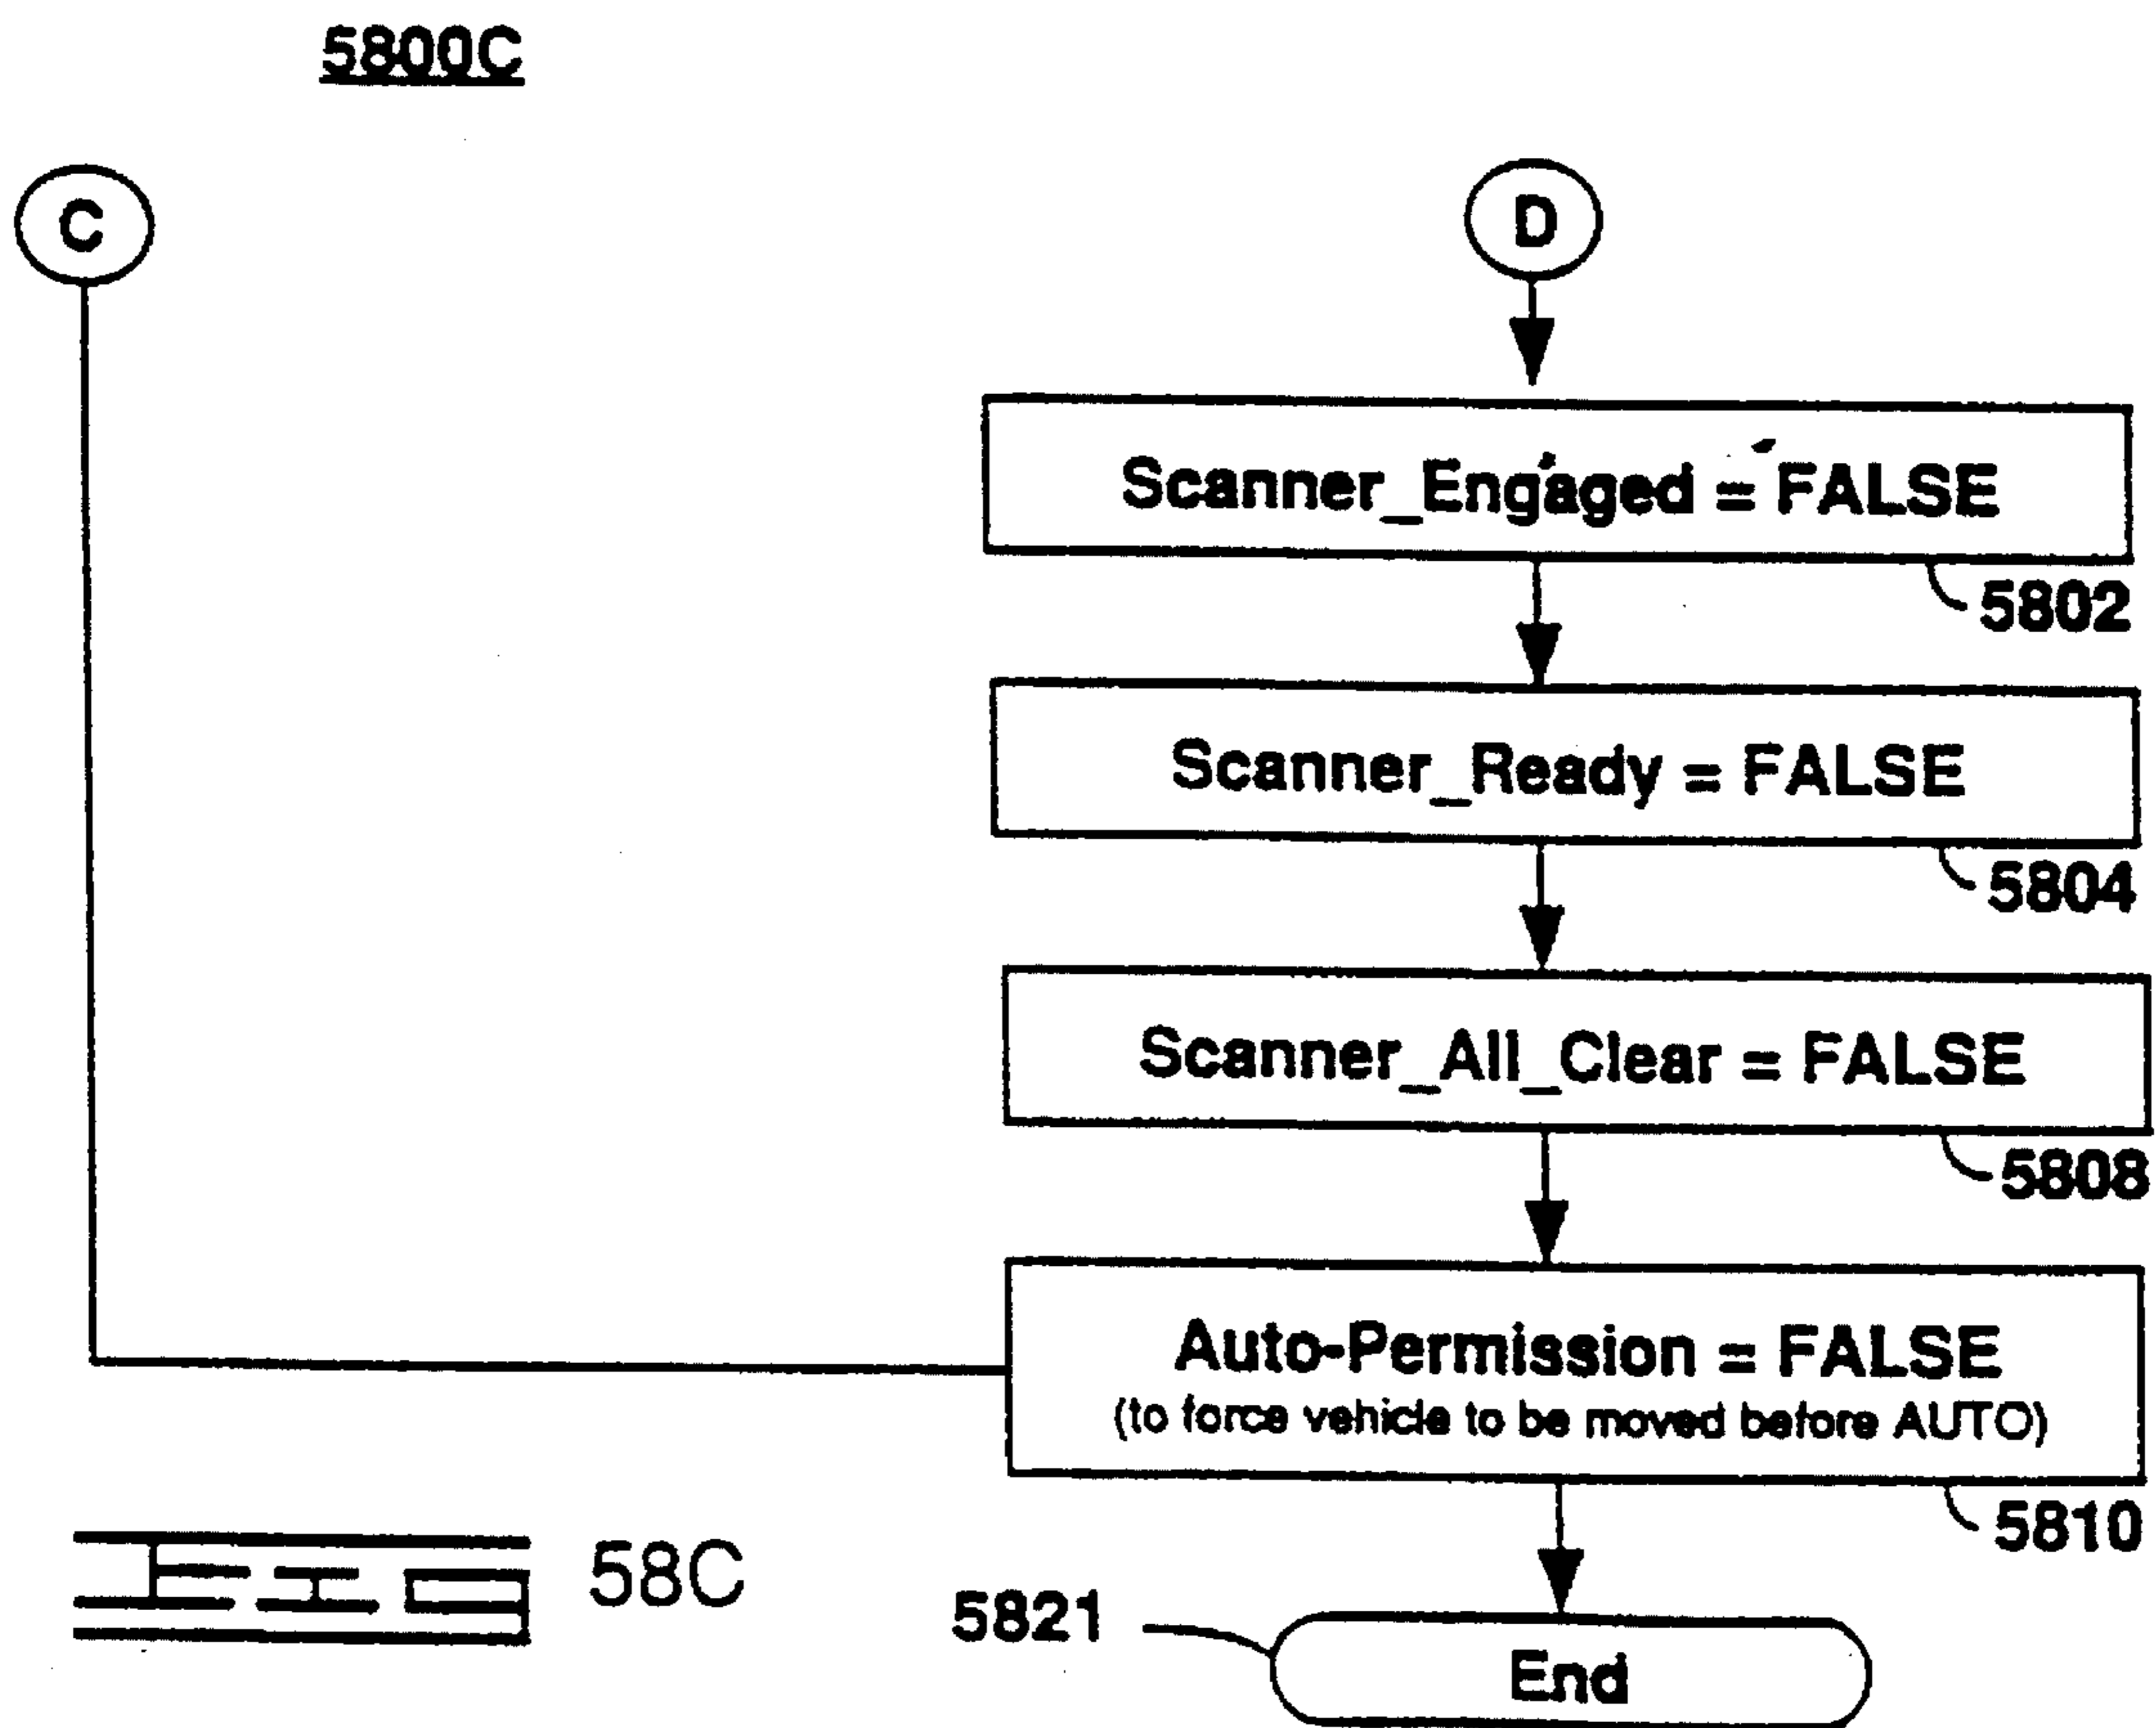 5800C
C
D
Scanner_Engaged = FALSE
5802
Scanner_Ready = FALSE
5804
Scanner_All_Clear = FALSE
5808
Auto-Permission = FALSE
(to force vehicle to be moved before AUTO)
5810
FIG 58C
5821
End